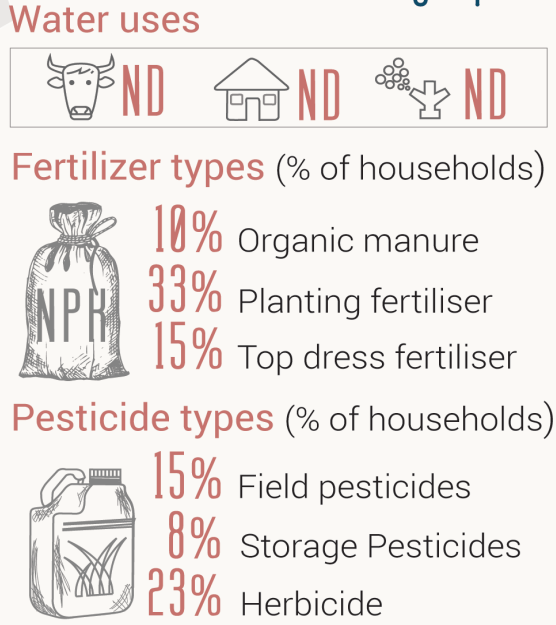 Water uses
ND ND ND
Fertilizer types (% of households)
10% Organic manure
NPK
33% Planting fertiliser
15% Top dress fertiliser
Pesticide types (% of households)
15% Field pesticides
8% Storage Pesticides
23% Herbicide